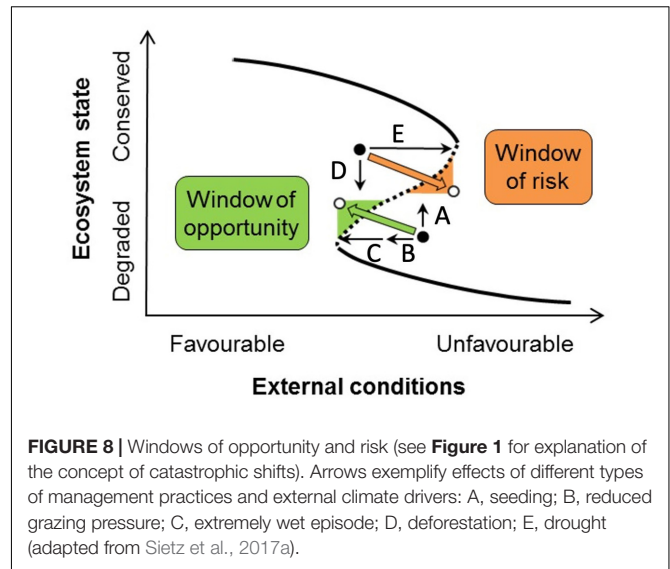 Ecosystem state
Degraded
Conserved
E
D
Window
of risk
Window of
opportunity
A
C
B
Favourable
Unfavourable
External conditions
FIGURE 8 | Windows of opportunity and risk (see Figure 1 for explanation of
the concept of catastrophic shifts). Arrows exemplify effects of different types
of management practices and external climate drivers: A, seeding; B, reduced
grazing pressure; C, extremely wet episode; D, deforestation; E, drought
(adapted from Sietz et al., 2017a).